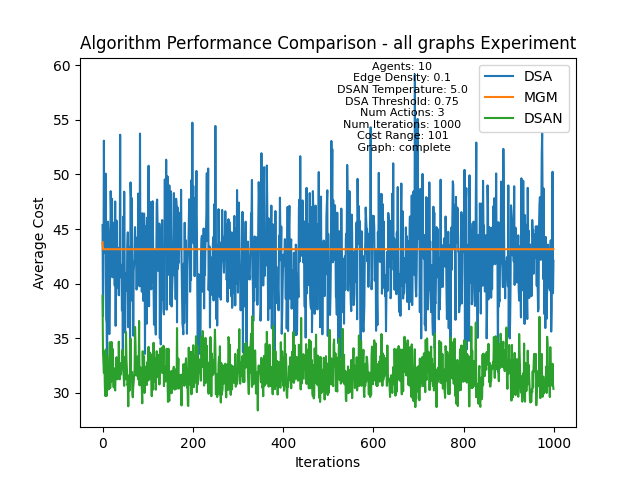 Algorithm Performance Comparison - all graphs Experiment
Agents: 10
Edge Density: 0.1
DSAN Temperature: 5.0
DSA Threshold: 0.75
Num Actions: 3
Num Iterations: 1000
Cost Range: 101
Graph: complete
DSA
MGM
DSAN
Average Cost
60
55
50
45
40
35
30
0 200 400 600 800 1000
Iterations